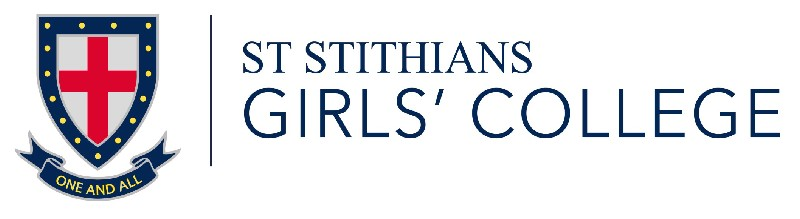 ST STITHIANS
GIRLS' COLLEGE
ONE AND ALL